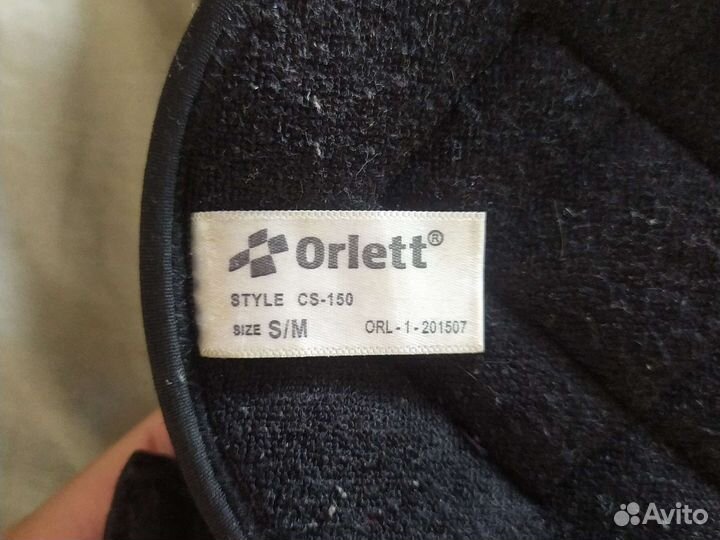 Orlett®
STYLE CS-150
SIZE S/M ORL-1-201507
Avito